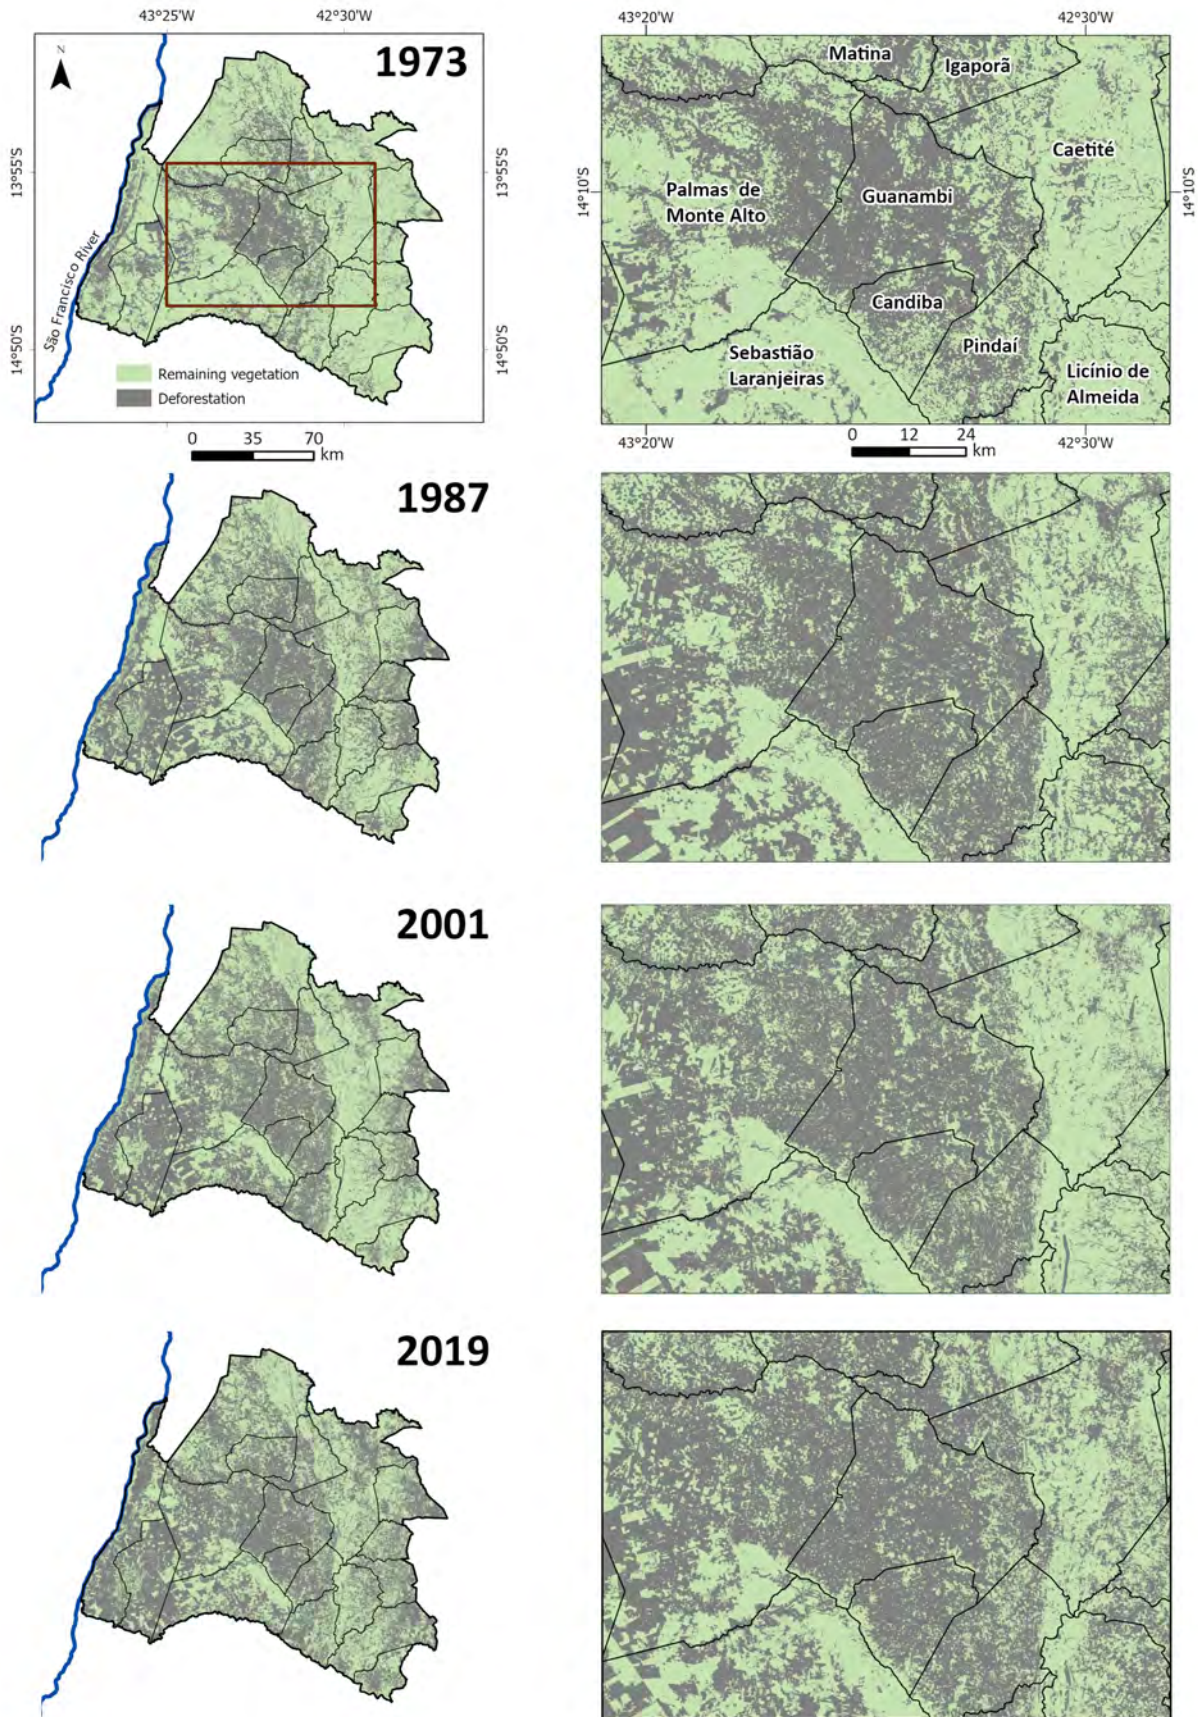 43°25'W
42°30'W
43°20'W
42°30'W
N
1973
Matina
Igaporã
Caetité
13°55'S
13°55'S
14°10'S
14°10'S
Palmas de
Monte Alto
Guanambi
São Francisco River
Candiba
14°50'S
14°50'S
Sebastião
Laranjeiras
Pindaí
Licínio de
Almeida
Remaining vegetation
Deforestation
43°20'W
42°30'W
0 35 70
km
0 12 24
km
1987
2001
2019